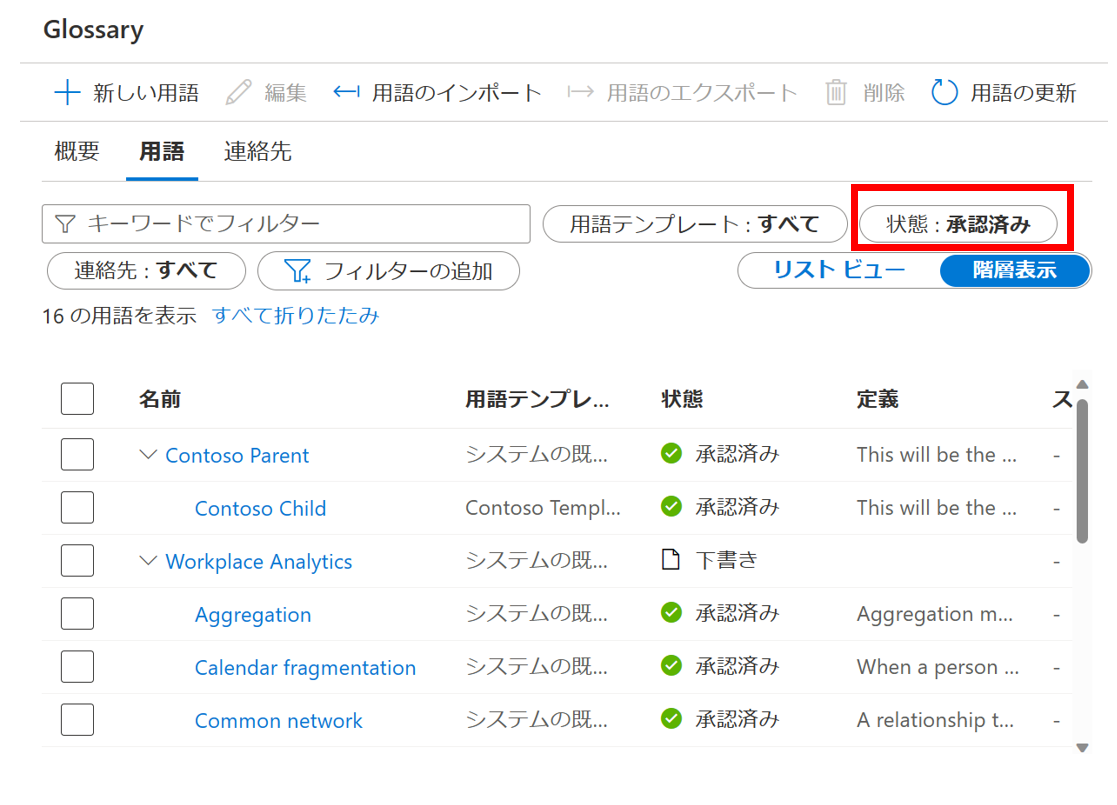 Glossary
新しい用語 編集 用語のインポート 用語のエクスポート 削除 用語の更新
概要 用語 連絡先
キーワードでフィルター 用語テンプレート : すべて 状態 : 承認済み
連絡先 : すべて フィルターの追加 リスト ビュー 階層表示
16 の用語を表示 すべて折りたたみ
名前 用語テンプレ... 状態 定義 ス
Contoso Parent システムの既... 承認済み This will be the ... -
Contoso Child Contoso Templ... 承認済み This will be the ... -
Workplace Analytics システムの既... 下書き -
Aggregation システムの既... 承認済み Aggregation m... -
Calendar fragmentation システムの既... 承認済み When a person ... -
Common network システムの既... 承認済み A relationship t... -